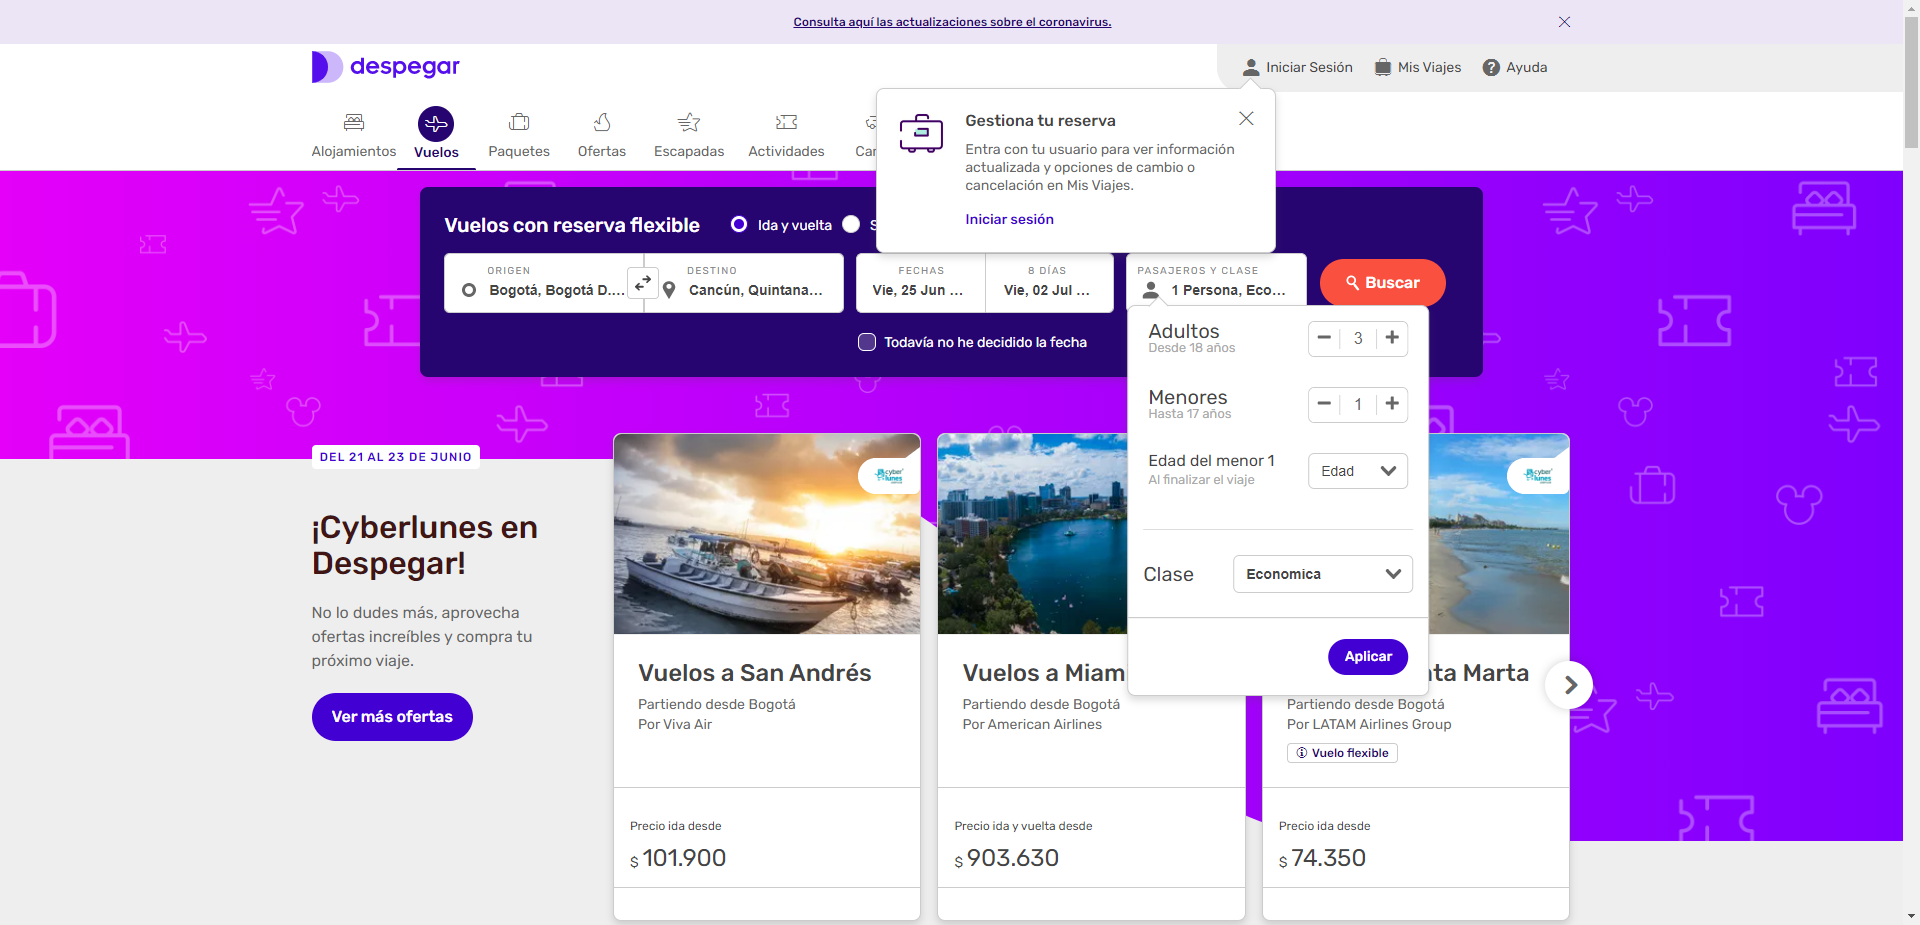 Consulta aquí las actualizaciones sobre el coronavirus.
despegar
Iniciar Sesión
Mis Viajes
Ayuda
Alojamientos
Vuelos
Paquetes
Ofertas
Escapadas
Actividades
Gestiona tu reserva
Entra con tu usuario para ver información
actualizada y opciones de cambio o
cancelación en Mis Viajes.
Iniciar sesión
Vuelos con reserva flexible
Ida y vuelta
ORIGEN
Bogotá, Bogotá D....
DESTINO
Cancún, Quintana...
FECHAS
Vie, 25 Jun ...
8 DÍAS
Vie, 02 Jul ...
PASAJEROS Y CLASE
1 Persona, Eco...
Buscar
Todavía no he decidido la fecha
Adultos
Desde 18 años
3
Menores
Hasta 17 años
1
Edad del menor 1
Al finalizar el viaje
Edad
Clase
Economica
Aplicar
DEL 21 AL 23 DE JUNIO
¡Cyberlunes en
Despegar!
No lo dudes más, aprovecha
ofertas increíbles y compra tu
próximo viaje.
Ver más ofertas
cyber
lunes
Vuelos a San Andrés
Partiendo desde Bogotá
Por Viva Air
Precio ida desde
$ 101.900
Vuelos a Miam
Partiendo desde Bogotá
Por American Airlines
Precio ida y vuelta desde
$ 903.630
cyber
lunes
ta Marta
Partiendo desde Bogotá
Por LATAM Airlines Group
Vuelo flexible
Precio ida desde
$ 74.350